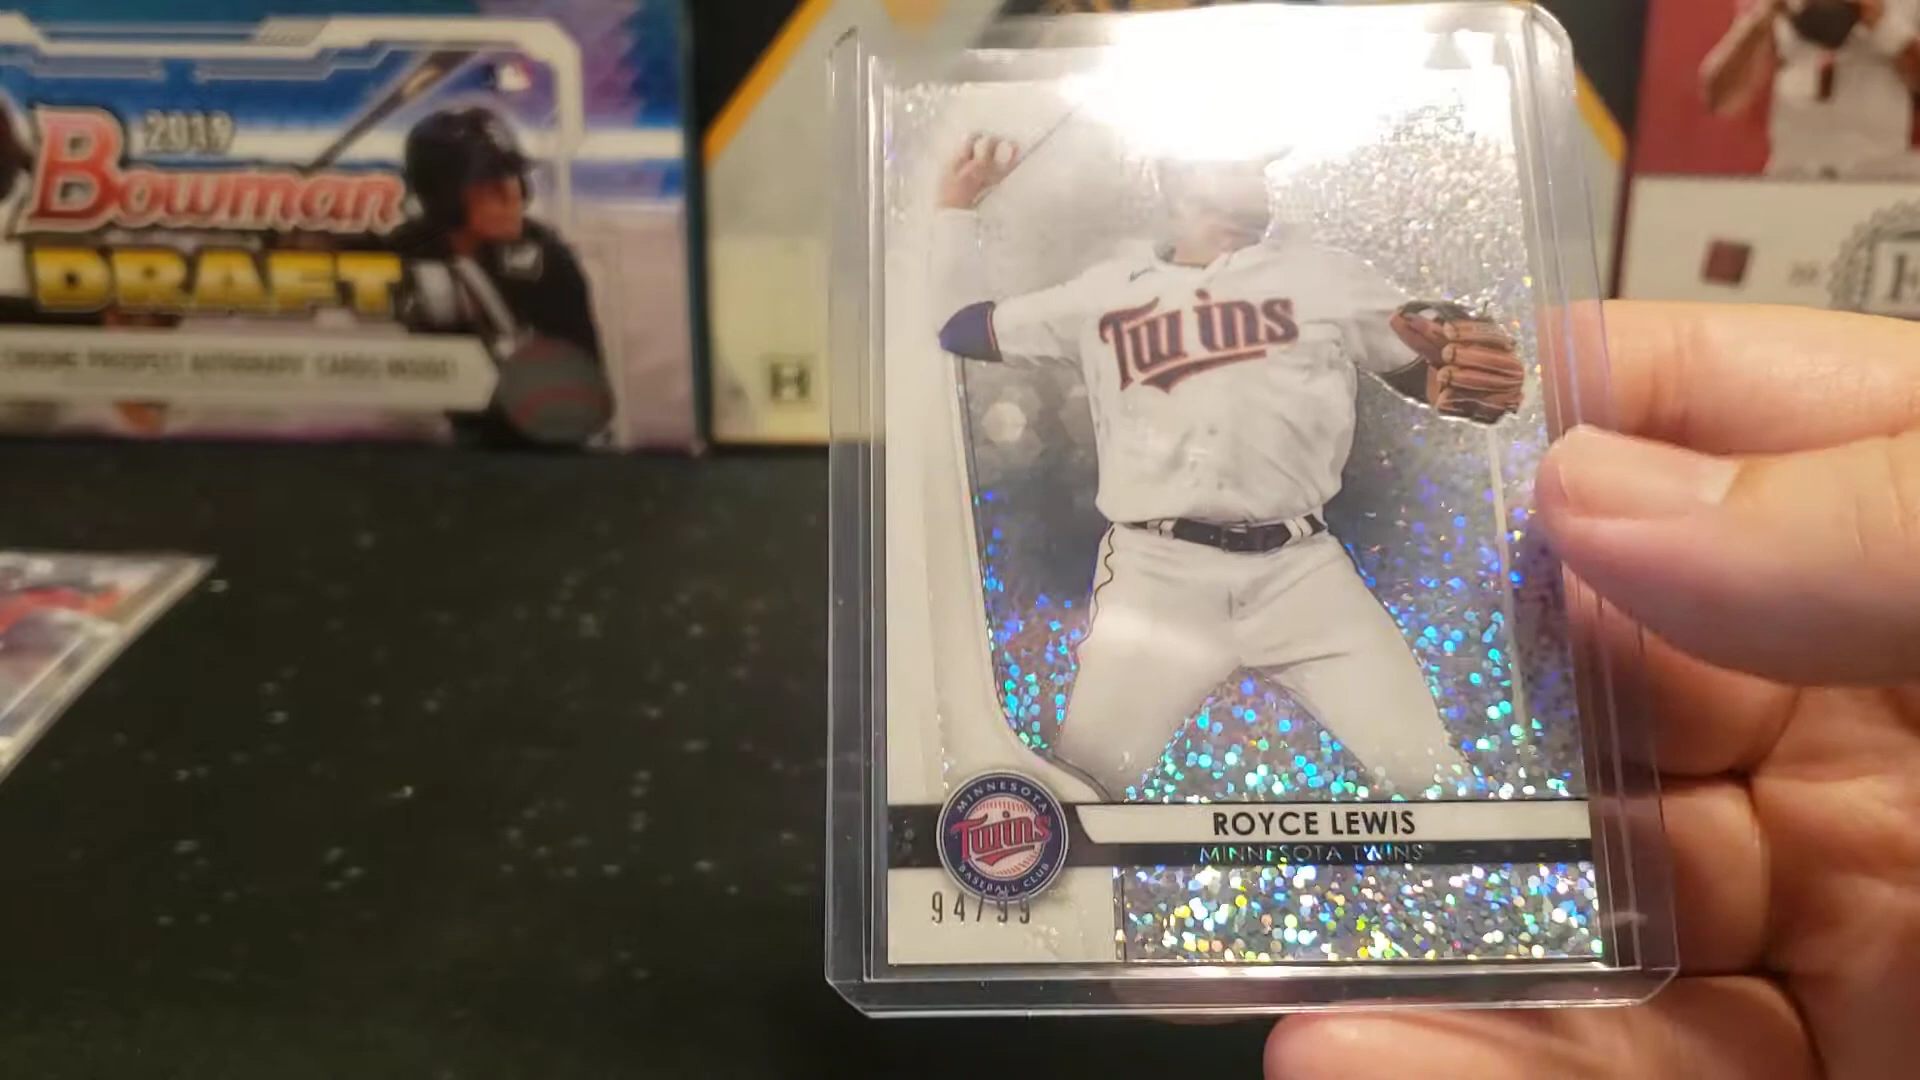 2019
Bowman
DRAFT
CHROME PROSPECT AUTOGRAPH CARDS INSIDE!
H
Twins
ROYCE LEWIS
MINNESOTA TWINS
MINNESOTA
Twins
BASEBALL CLUB
94/99